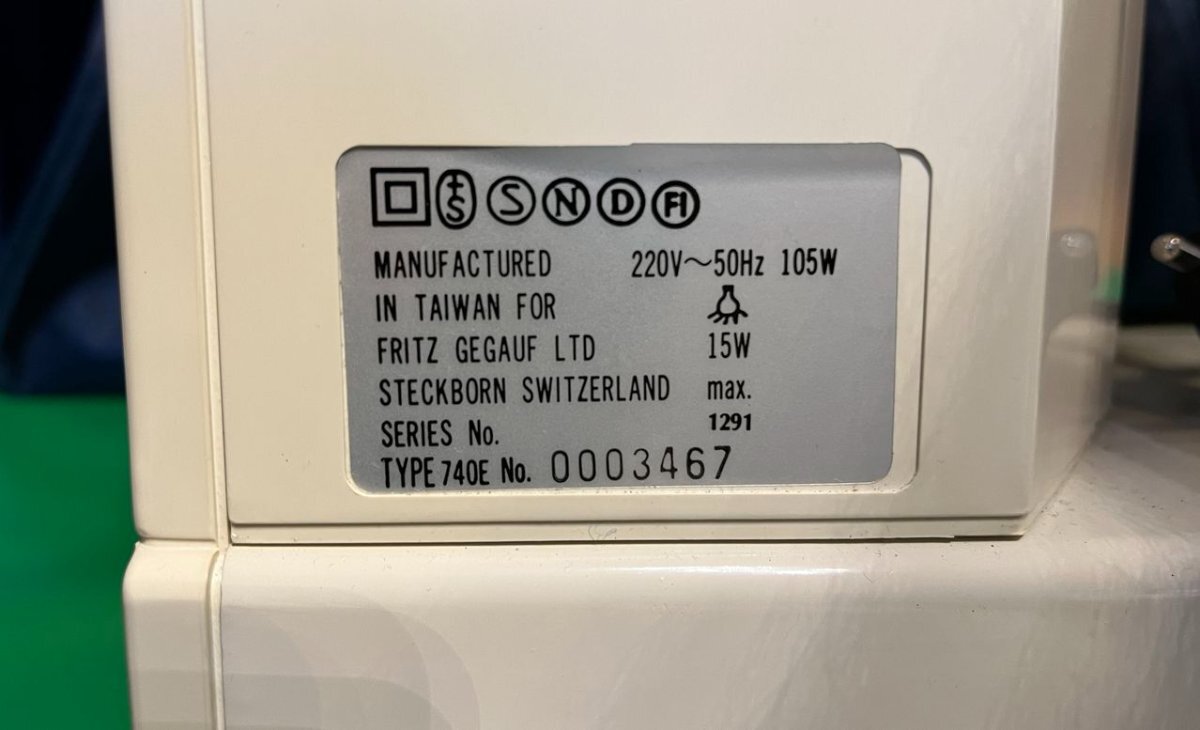 S S N D FI
MANUFACTURED 220V~50Hz 105W
IN TAIWAN FOR
FRITZ GEGAUF LTD 15W
STECKBORN SWITZERLAND max.
SERIES No. 1291
TYPE 740E No. 0003467